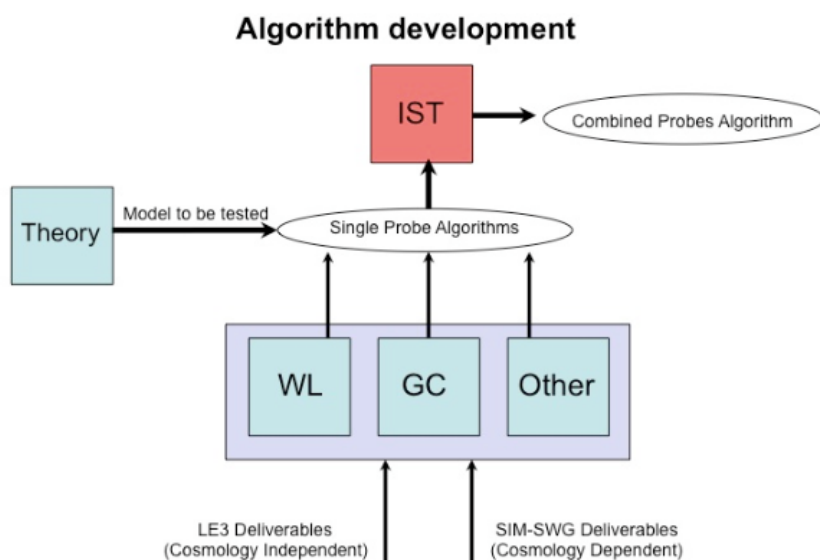 Algorithm development
IST
Combined Probes Algorithm
Theory
Model to be tested
Single Probe Algorithms
WL
GC
Other
LE3 Deliverables
(Cosmology Independent)
SIM-SWG Deliverables
(Cosmology Dependent)